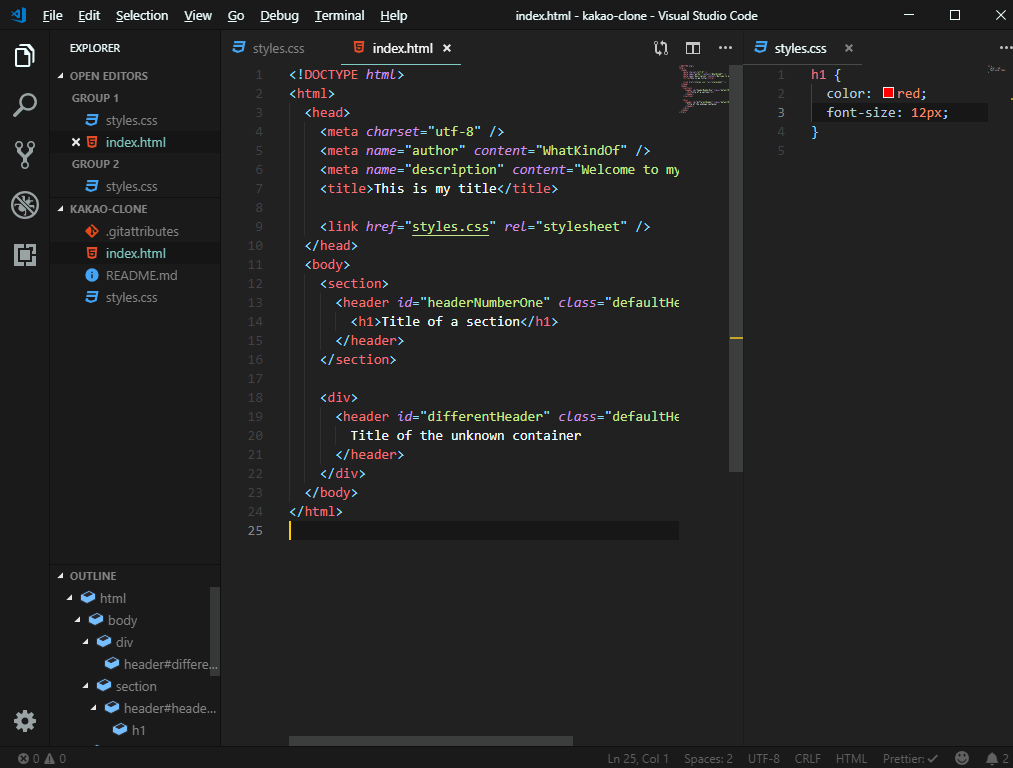 File Edit Selection View Go Debug Terminal Help index.html - kakao-clone - Visual Studio Code
EXPLORER
OPEN EDITORS
GROUP 1
styles.css
index.html
GROUP 2
styles.css
KAKAO-CLONE
.gitattributes
index.html
README.md
styles.css
OUTLINE
html
body
div
header#differe...
section
header#heade...
h1
styles.css index.html
1 <!DOCTYPE html>
2 <html>
3 <head>
4 <meta charset="utf-8" />
5 <meta name="author" content="WhatKindOf" />
6 <meta name="description" content="Welcome to my
7 <title>This is my title</title>
8
9 <link href="styles.css" rel="stylesheet" />
10 </head>
11 <body>
12 <section>
13 <header id="headerNumberOne" class="defaultHe
14 <h1>Title of a section</h1>
15 </header>
16 </section>
17
18 <div>
19 <header id="differentHeader" class="defaultHe
20 Title of the unknown container
21 </header>
22 </div>
23 </body>
24 </html>
25
styles.css
1 h1 {
2 color: red;
3 font-size: 12px;
4 }
5
0 0 Ln 25, Col 1 Spaces: 2 UTF-8 CRLF HTML Prettier: 2